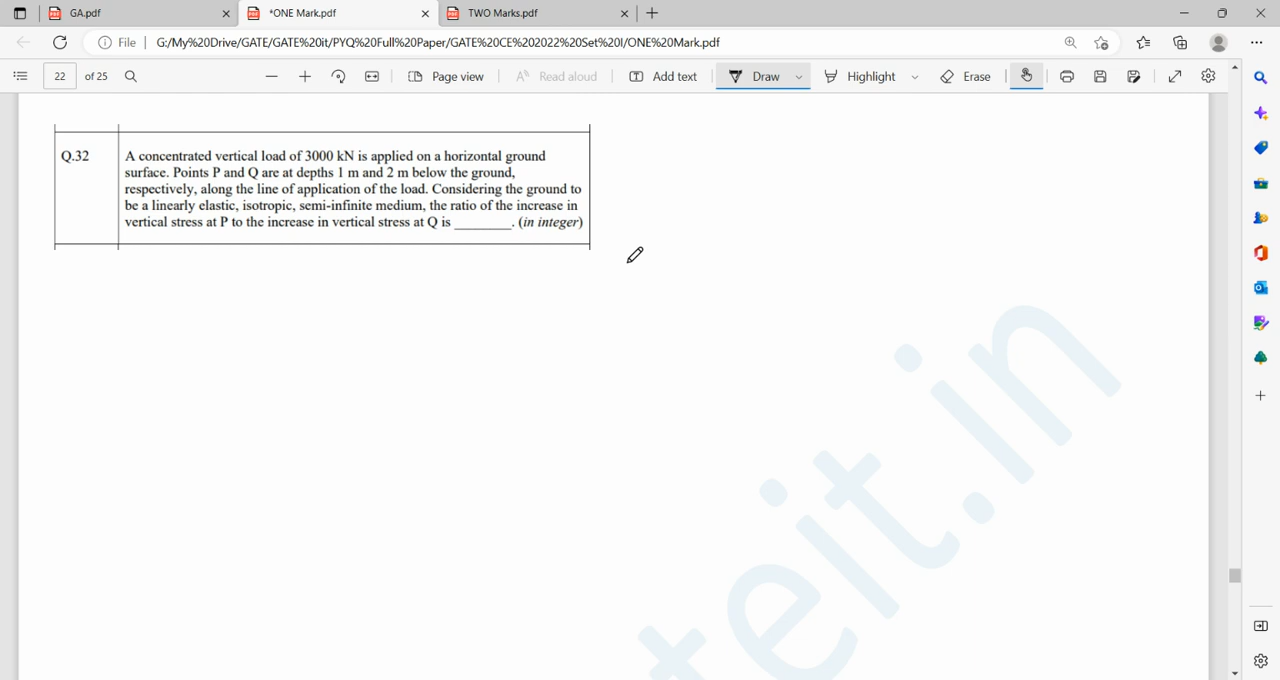 GA.pdf
*ONE Mark.pdf
TWO Marks.pdf
File
G:/My%20Drive/GATE/GATE%20it/PYQ%20Full%20Paper/GATE%20CE%202022%20Set%20I/ONE%20Mark.pdf
22 of 25
Page view
Read aloud
Add text
Draw
Highlight
Erase
Q.32
A concentrated vertical load of 3000 kN is applied on a horizontal ground
surface. Points P and Q are at depths 1 m and 2 m below the ground,
respectively, along the line of application of the load. Considering the ground to
be a linearly elastic, isotropic, semi-infinite medium, the ratio of the increase in
vertical stress at P to the increase in vertical stress at Q is ________. (in integer)
teit.in